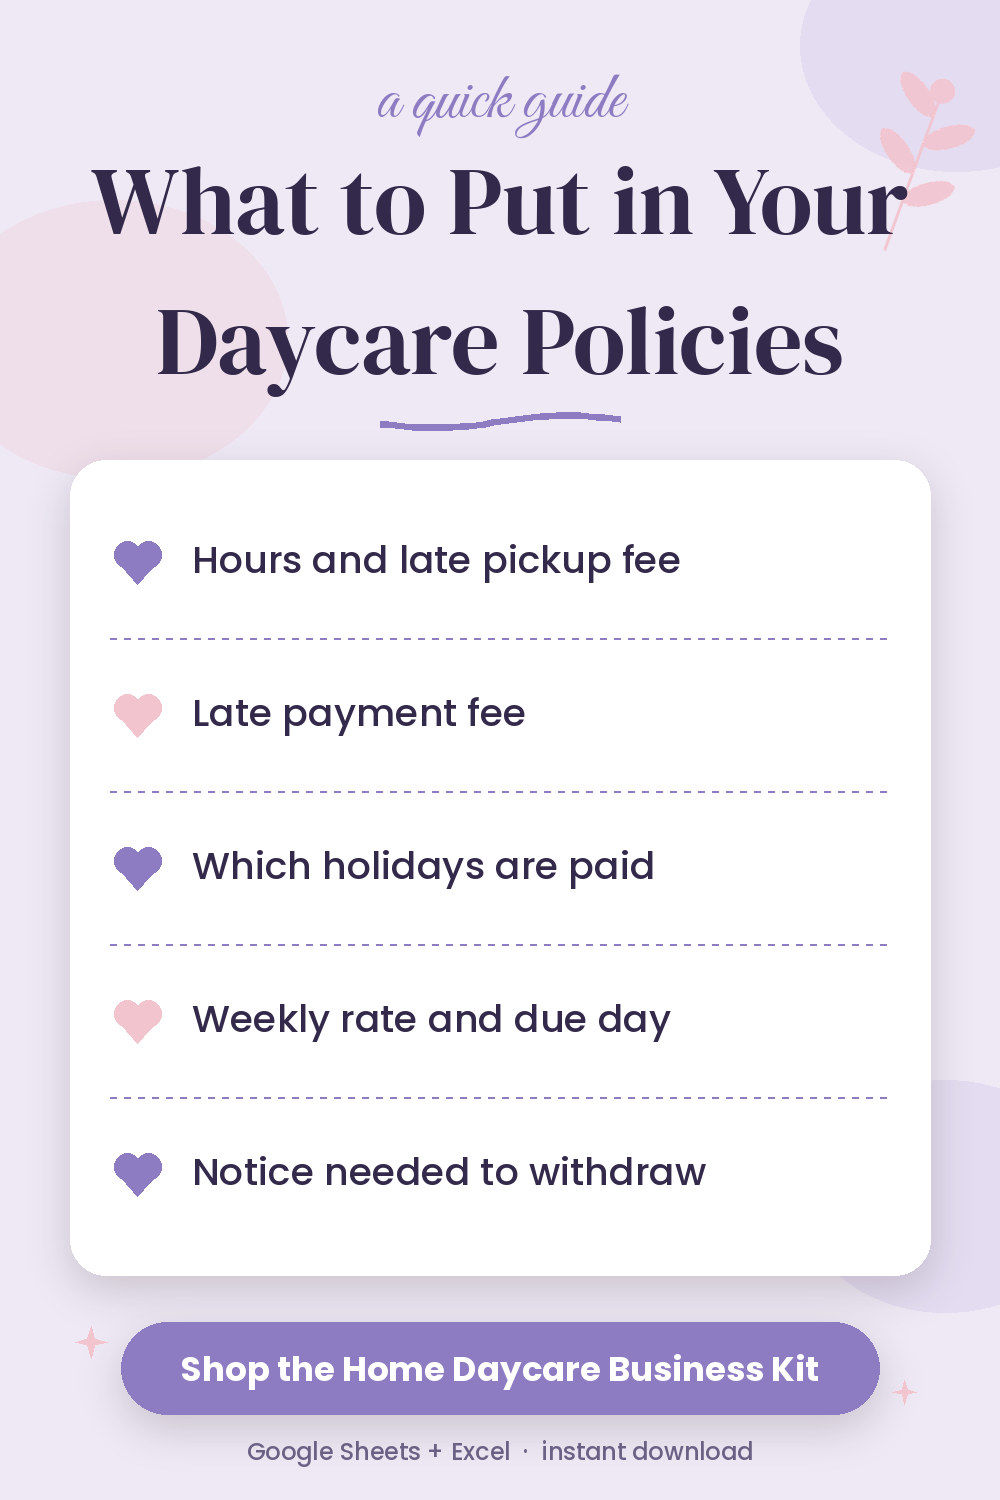 a quick guide
What to Put in Your
Daycare Policies
Hours and late pickup fee
Late payment fee
Which holidays are paid
Weekly rate and due day
Notice needed to withdraw
Shop the Home Daycare Business Kit
Google Sheets + Excel · instant download